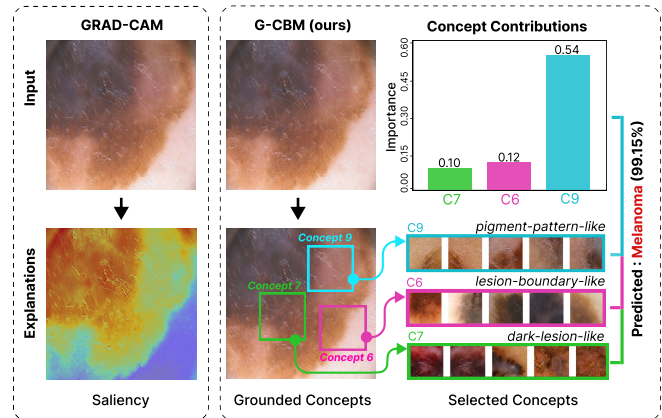 GRAD-CAM
G-CBM (ours)
Concept Contributions
Input
Importance
0.60
0.45
0.30
0.15
0.00
0.10
0.12
0.54
C7
C6
C9
Explanations
Concept 9
Concept 7
Concept 6
C9
pigment-pattern-like
C6
lesion-boundary-like
C7
dark-lesion-like
Predicted : Melanoma (99.15%)
Saliency
Grounded Concepts
Selected Concepts